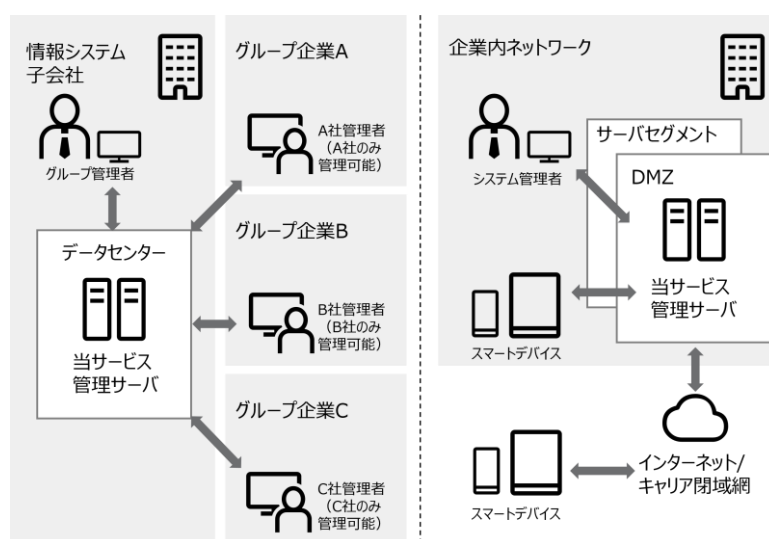 情報システム
子会社
グループ管理者
データセンター
当サービス
管理サーバ
グループ企業A
A社管理者
（A社のみ
管理可能）
グループ企業B
B社管理者
（B社のみ
管理可能）
グループ企業C
C社管理者
（C社のみ
管理可能）
企業内ネットワーク
システム管理者
サーバセグメント
DMZ
当サービス
管理サーバ
スマートデバイス
インターネット/
キャリア閉域網
スマートデバイス